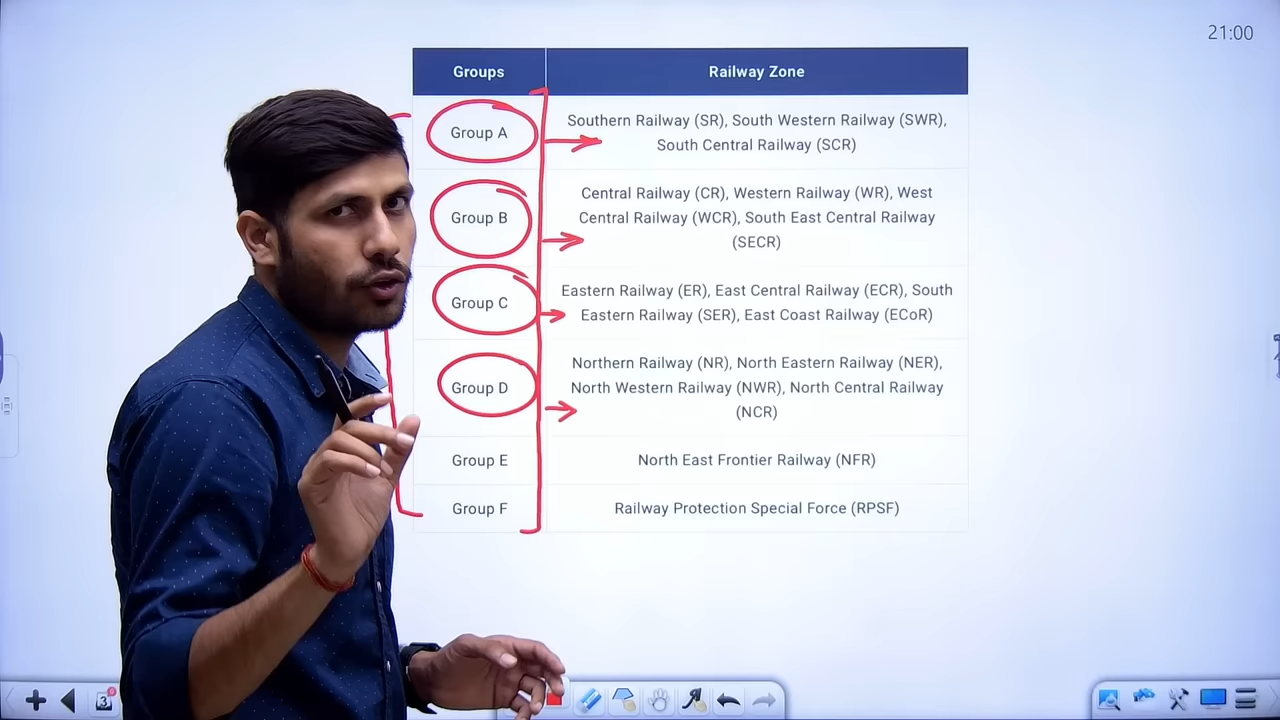 21:00
Groups
Railway Zone
Group A
Southern Railway (SR), South Western Railway (SWR),
South Central Railway (SCR)
Group B
Central Railway (CR), Western Railway (WR), West
Central Railway (WCR), South East Central Railway
(SECR)
Group C
Eastern Railway (ER), East Central Railway (ECR), South
Eastern Railway (SER), East Coast Railway (ECoR)
Group D
Northern Railway (NR), North Eastern Railway (NER),
North Western Railway (NWR), North Central Railway
(NCR)
Group E
North East Frontier Railway (NFR)
Group F
Railway Protection Special Force (RPSF)
3